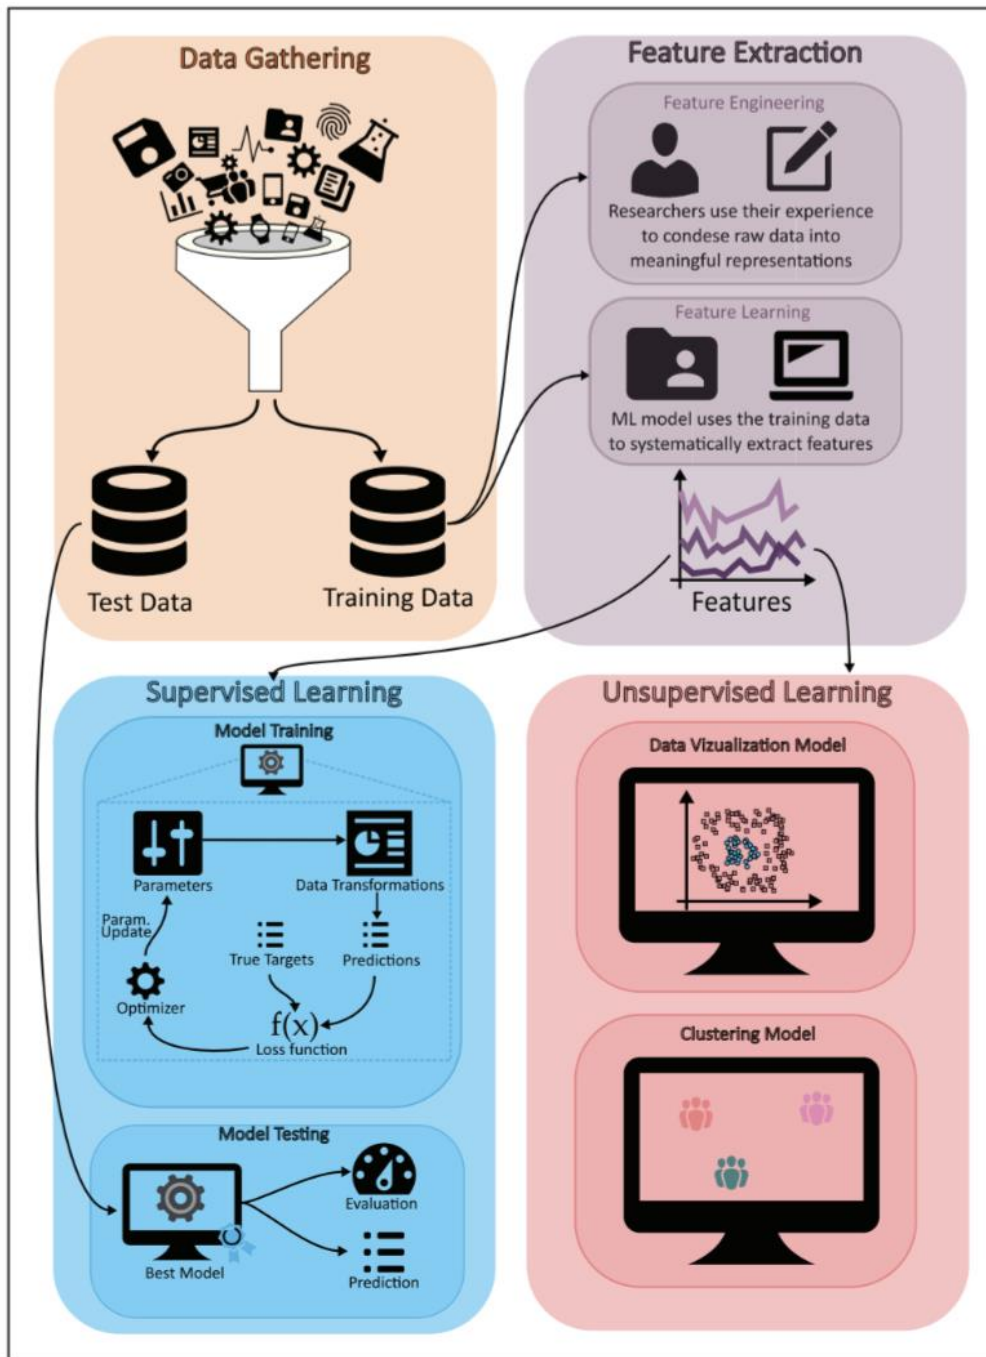 Data Gathering
Test Data
Training Data
Feature Extraction
Feature Engineering
Researchers use their experience
to condese raw data into
meaningful representations
Feature Learning
ML model uses the training data
to systematically extract features
Features
Supervised Learning
Model Training
Parameters
Data Transformations
Param.
Update
True Targets
Predictions
Optimizer
f(x)
Loss function
Model Testing
Best Model
Evaluation
Prediction
Unsupervised Learning
Data Vizualization Model
Clustering Model